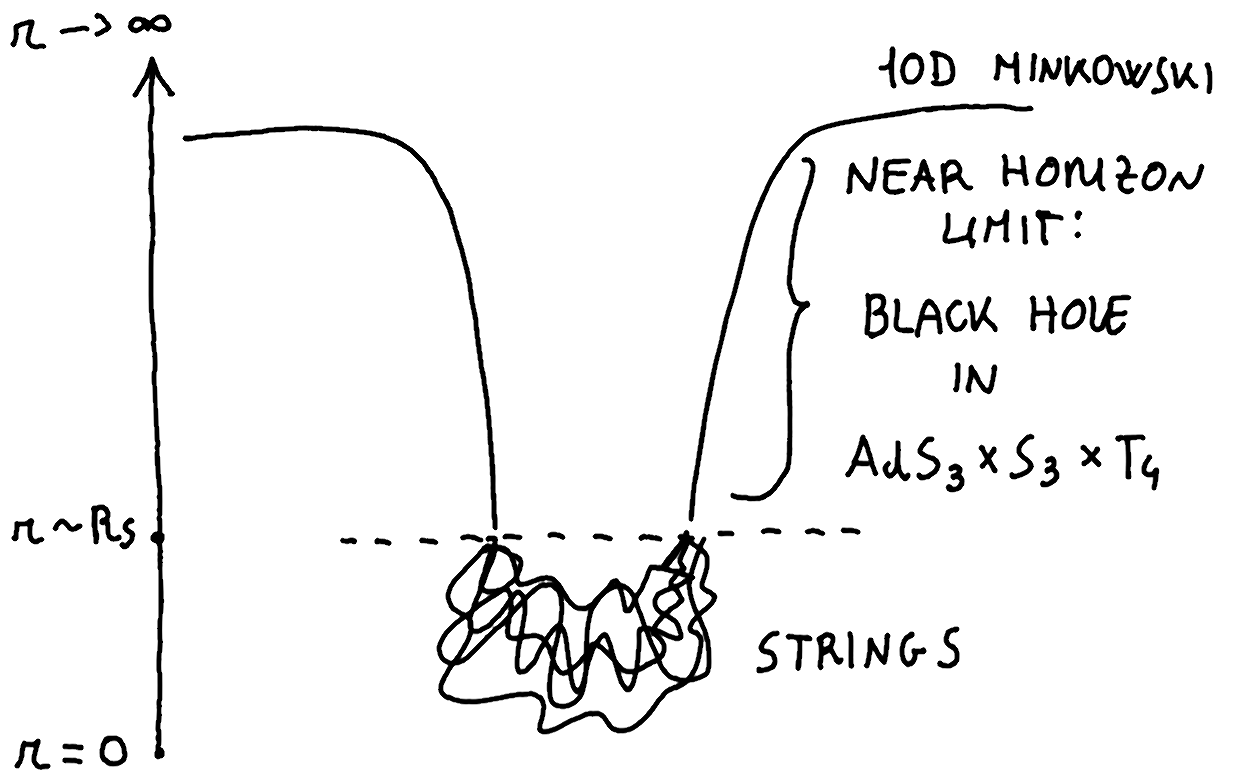 r → ∞
10D MINKOWSKI
NEAR HORIZON
LIMIT:
BLACK HOLE
IN
AdS₃ × S₃ × T₄
r ~ Rs
STRINGS
r = 0